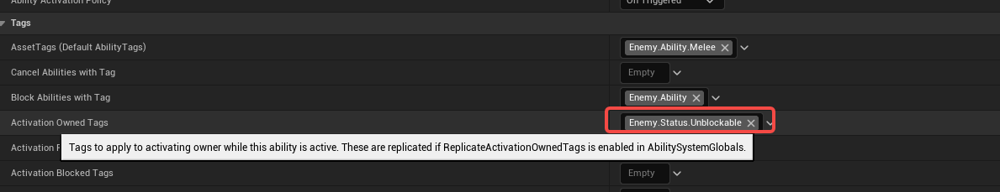 Ability Activation Policy On Triggered
Tags
AssetTags (Default AbilityTags) Enemy.Ability.Melee
Cancel Abilities with Tag Empty
Block Abilities with Tag Enemy.Ability
Activation Owned Tags Enemy.Status.Unblockable
Tags to apply to activating owner while this ability is active. These are replicated if ReplicateActivationOwnedTags is enabled in AbilitySystemGlobals.
Activation
Activation Blocked Tags Empty